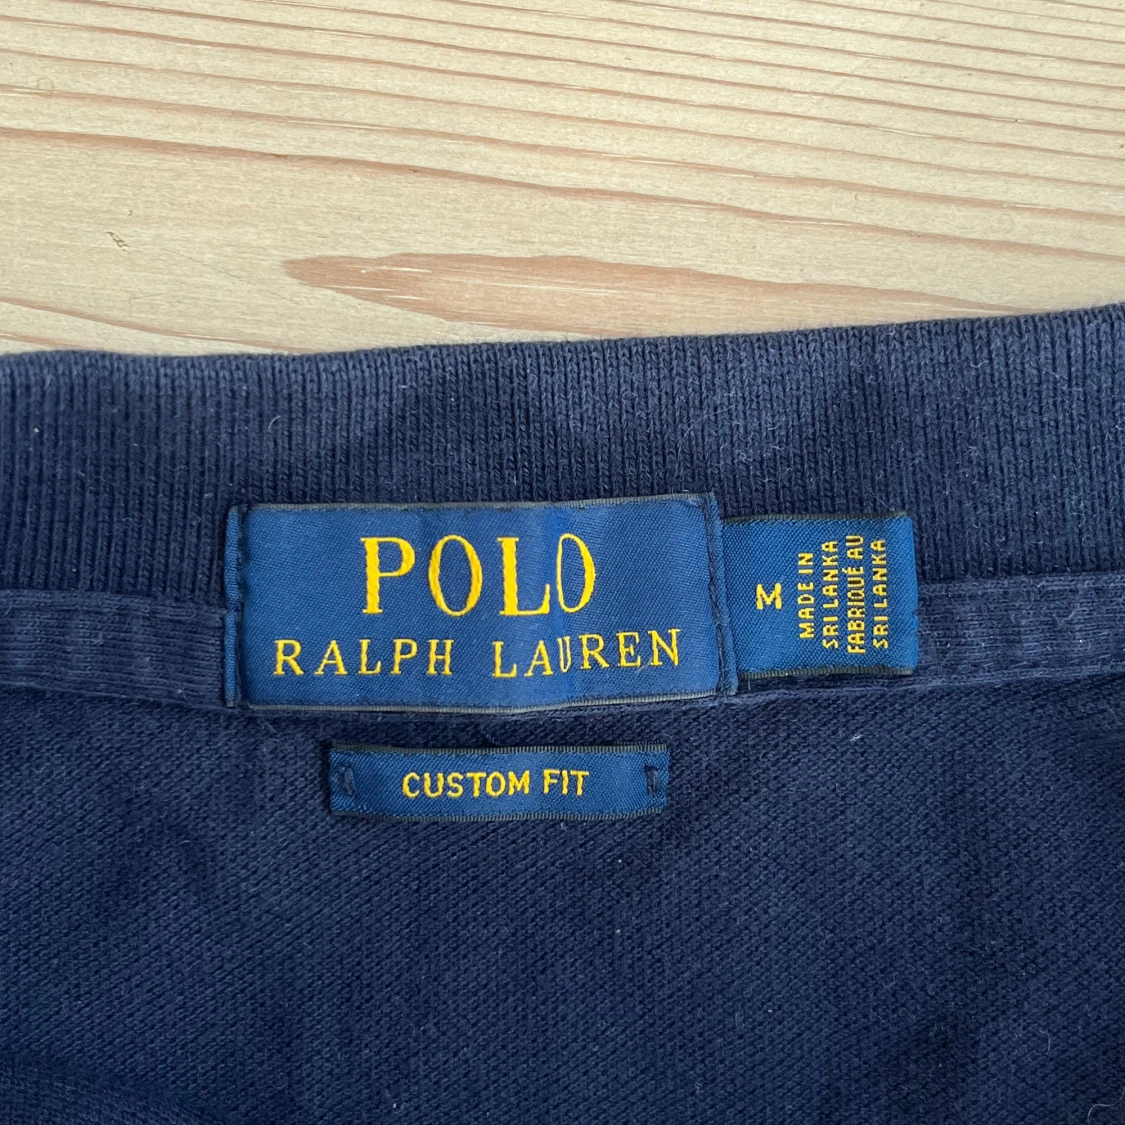 POLO
RALPH LAUREN
M
MADE IN
SRI LANKA
FABRIQUÉ AU
SRI LANKA
CUSTOM FIT